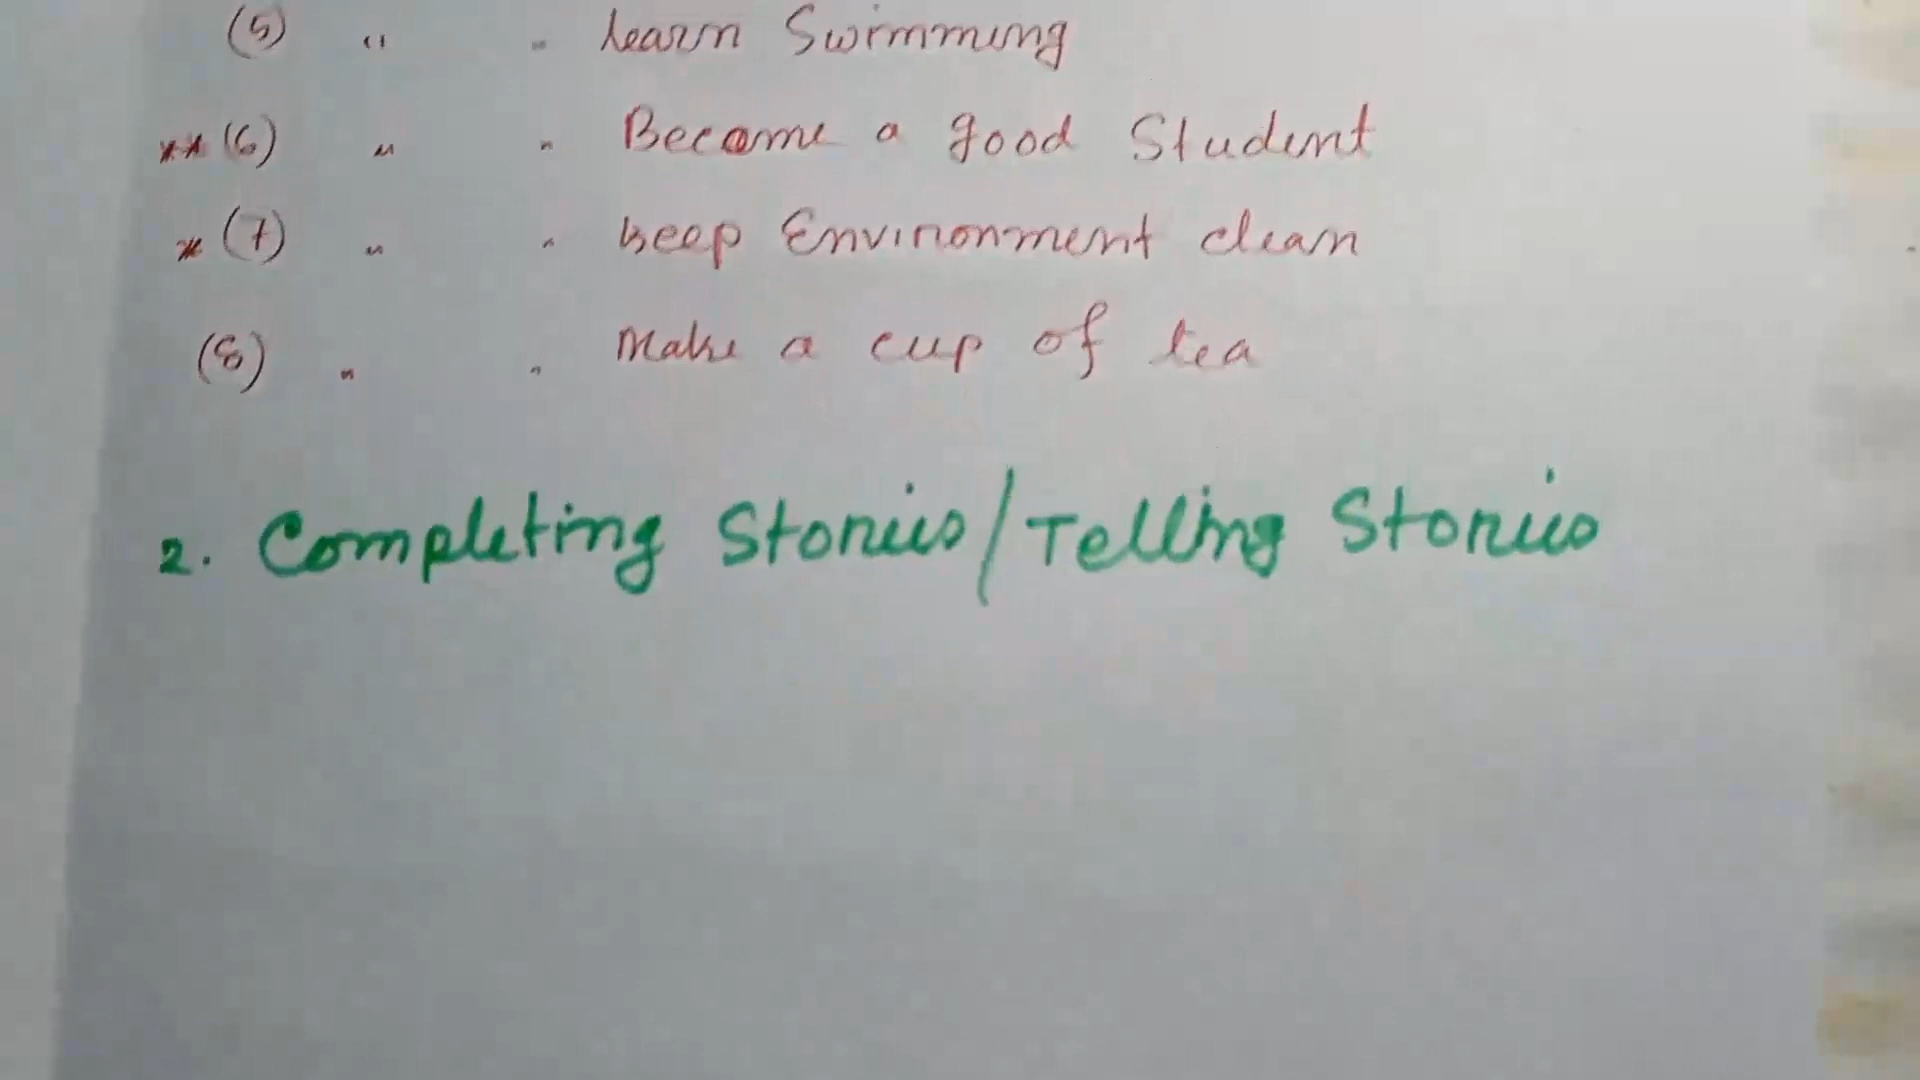 (5) " " learn Swimming
** (6) " " Become a good Student
* (7) " " keep Environment clean
(8) " " Make a cup of tea
2. Completing Stories/Telling Stories